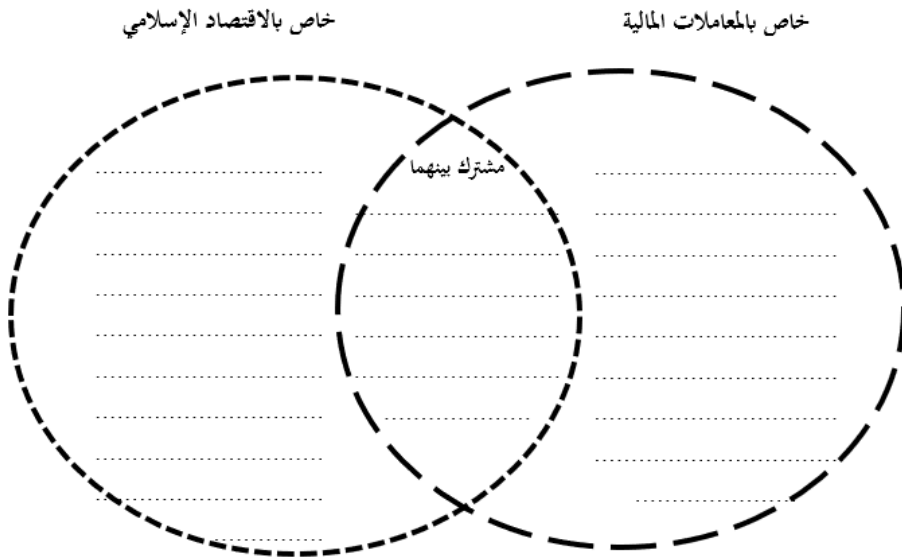 خاص بالمعاملات المالية
خاص بالاقتصاد الإسلامي
مشترك بينهما